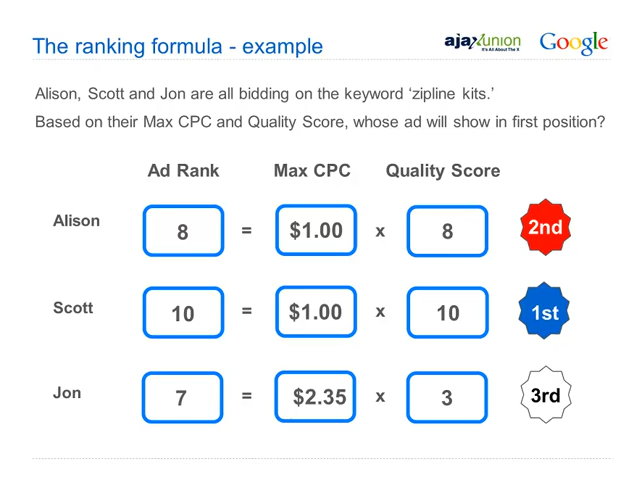 The ranking formula - example
ajax union
It's All About The X
Google
Alison, Scott and Jon are all bidding on the keyword ‘zipline kits.’
Based on their Max CPC and Quality Score, whose ad will show in first position?
Ad Rank Max CPC Quality Score
Alison 8 = $1.00 x 8 2nd
Scott 10 = $1.00 x 10 1st
Jon 7 = $2.35 x 3 3rd